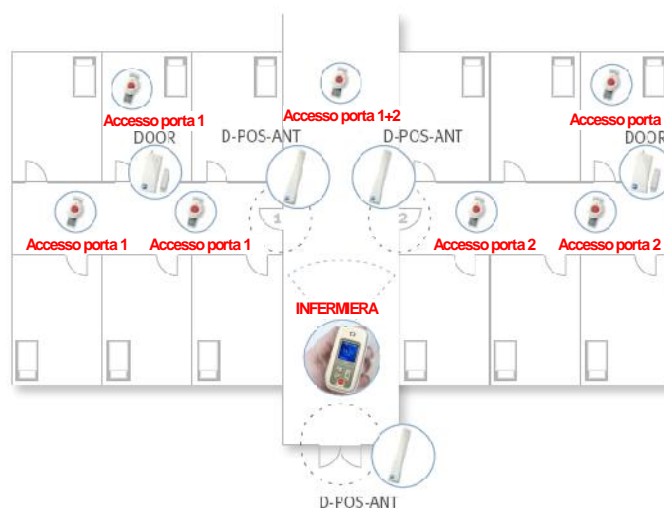 Accesso porta 1
Accesso porta 1+2
Accesso porta
DOOR
D-POS-ANT
D-POS-ANT
DOOR
1
2
Accesso porta 1
Accesso porta 1
Accesso porta 2
Accesso porta 2
INFERMIERA
D-POS-ANT